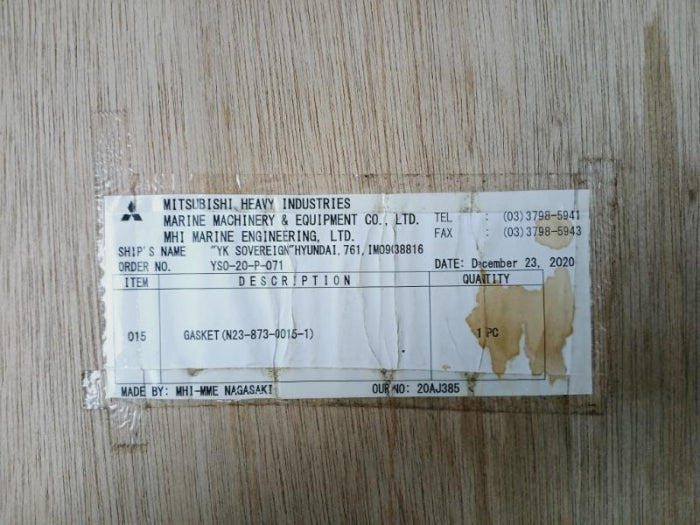 MITSUBISHI HEAVY INDUSTRIES
MARINE MACHINERY & EQUIPMENT CO., LTD. TEL : (03)3798-5941
MHI MARINE ENGINEERING, LTD. FAX : (03)3798-5943
SHIP'S NAME "YK SOVEREIGN"HYUNDAI,761,IMO9038816
ORDER NO. YSO-20-P-071 DATE: December 23, 2020
ITEM DESCRIPTION QUANTITY
015 GASKET(N23-873-0015-1) 1 PC
MADE BY: MHI-MME NAGASAKI OUR NO: 20AJ385